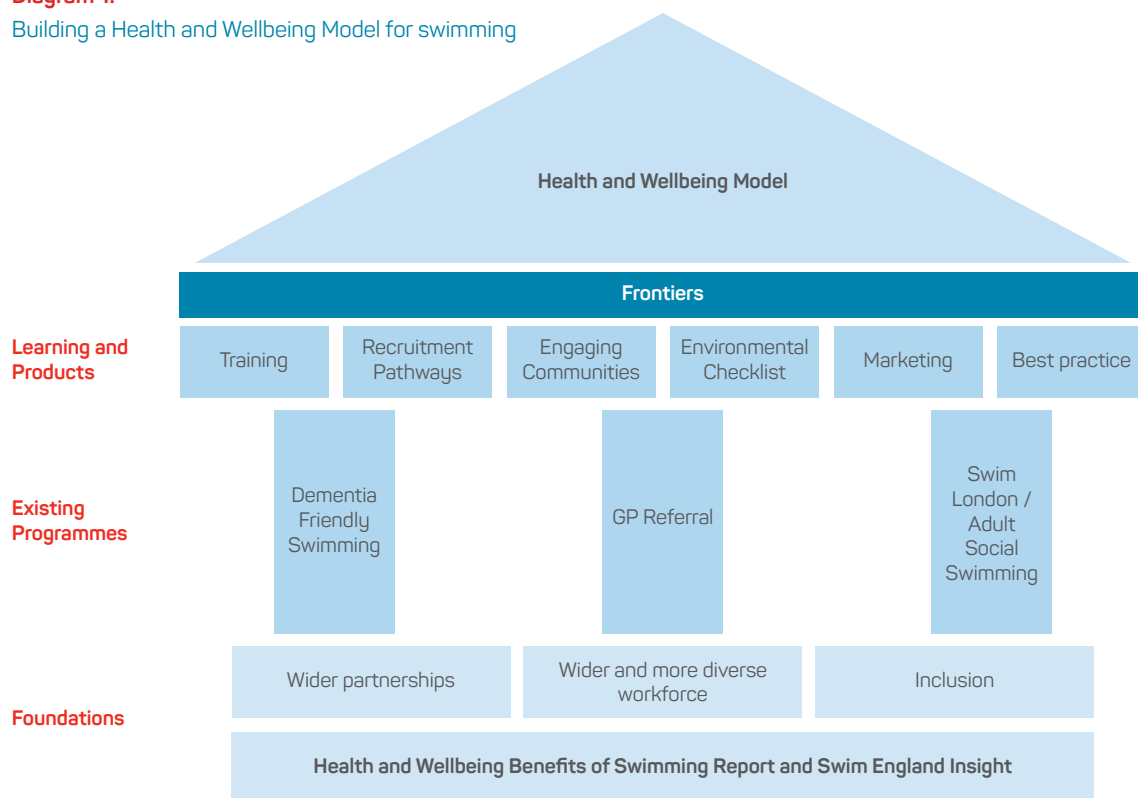 Building a Health and Wellbeing Model for swimming
Health and Wellbeing Model
Frontiers
Learning and
Products
Training
Recruitment
Pathways
Engaging
Communities
Environmental
Checklist
Marketing
Best practice
Existing
Programmes
Dementia
Friendly
Swimming
GP Referral
Swim
London /
Adult
Social
Swimming
Foundations
Wider partnerships
Wider and more diverse
workforce
Inclusion
Health and Wellbeing Benefits of Swimming Report and Swim England Insight